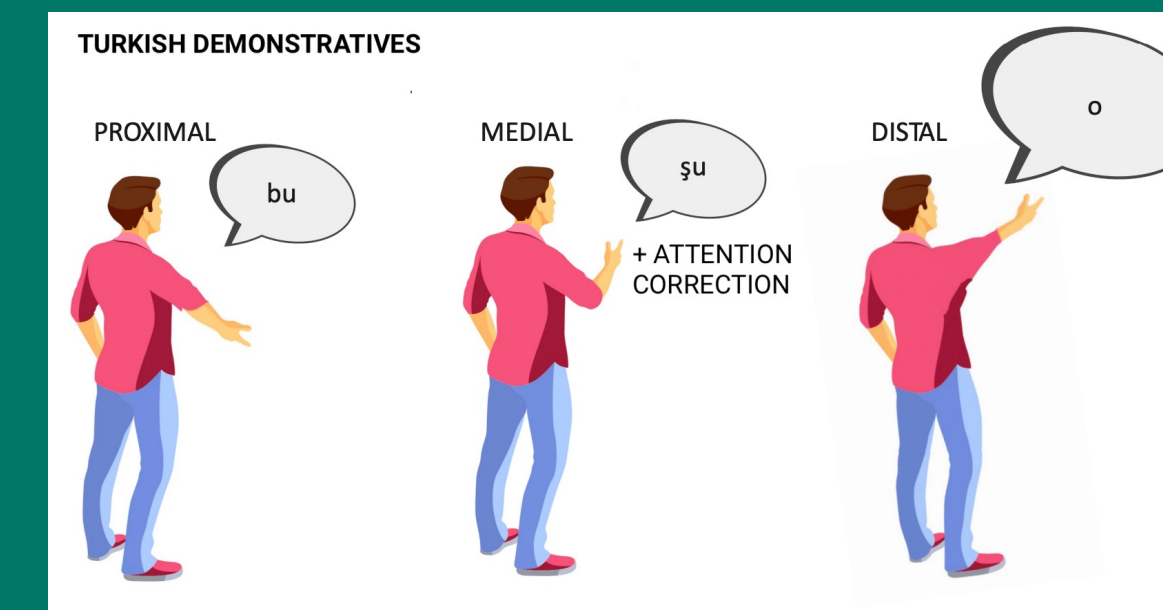 TURKISH DEMONSTRATIVES
PROXIMAL
bu
MEDIAL
şu
+ ATTENTION
CORRECTION
DISTAL
o